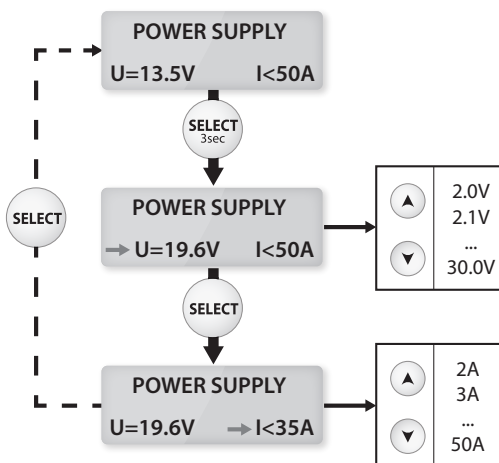 POWER SUPPLY
U=13.5V I<50A
SELECT
3sec
SELECT
POWER SUPPLY
U=19.6V I<50A
2.0V
2.1V
...
30.0V
SELECT
POWER SUPPLY
U=19.6V I<35A
2A
3A
...
50A